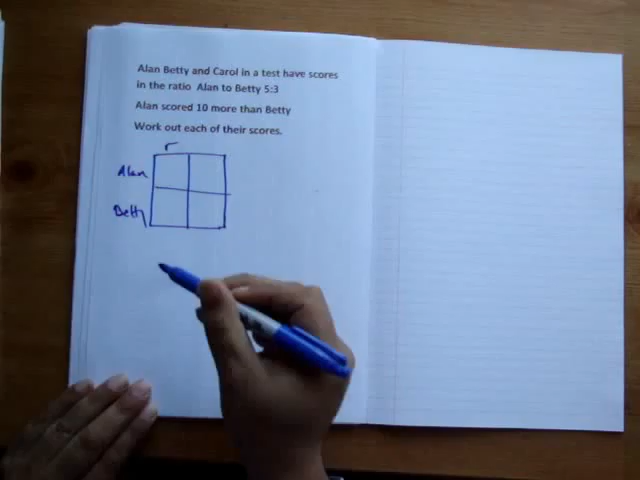 Alan Betty and Carol in a test have scores
in the ratio Alan to Betty 5:3
Alan scored 10 more than Betty
Work out each of their scores.
r
Alan
Betty